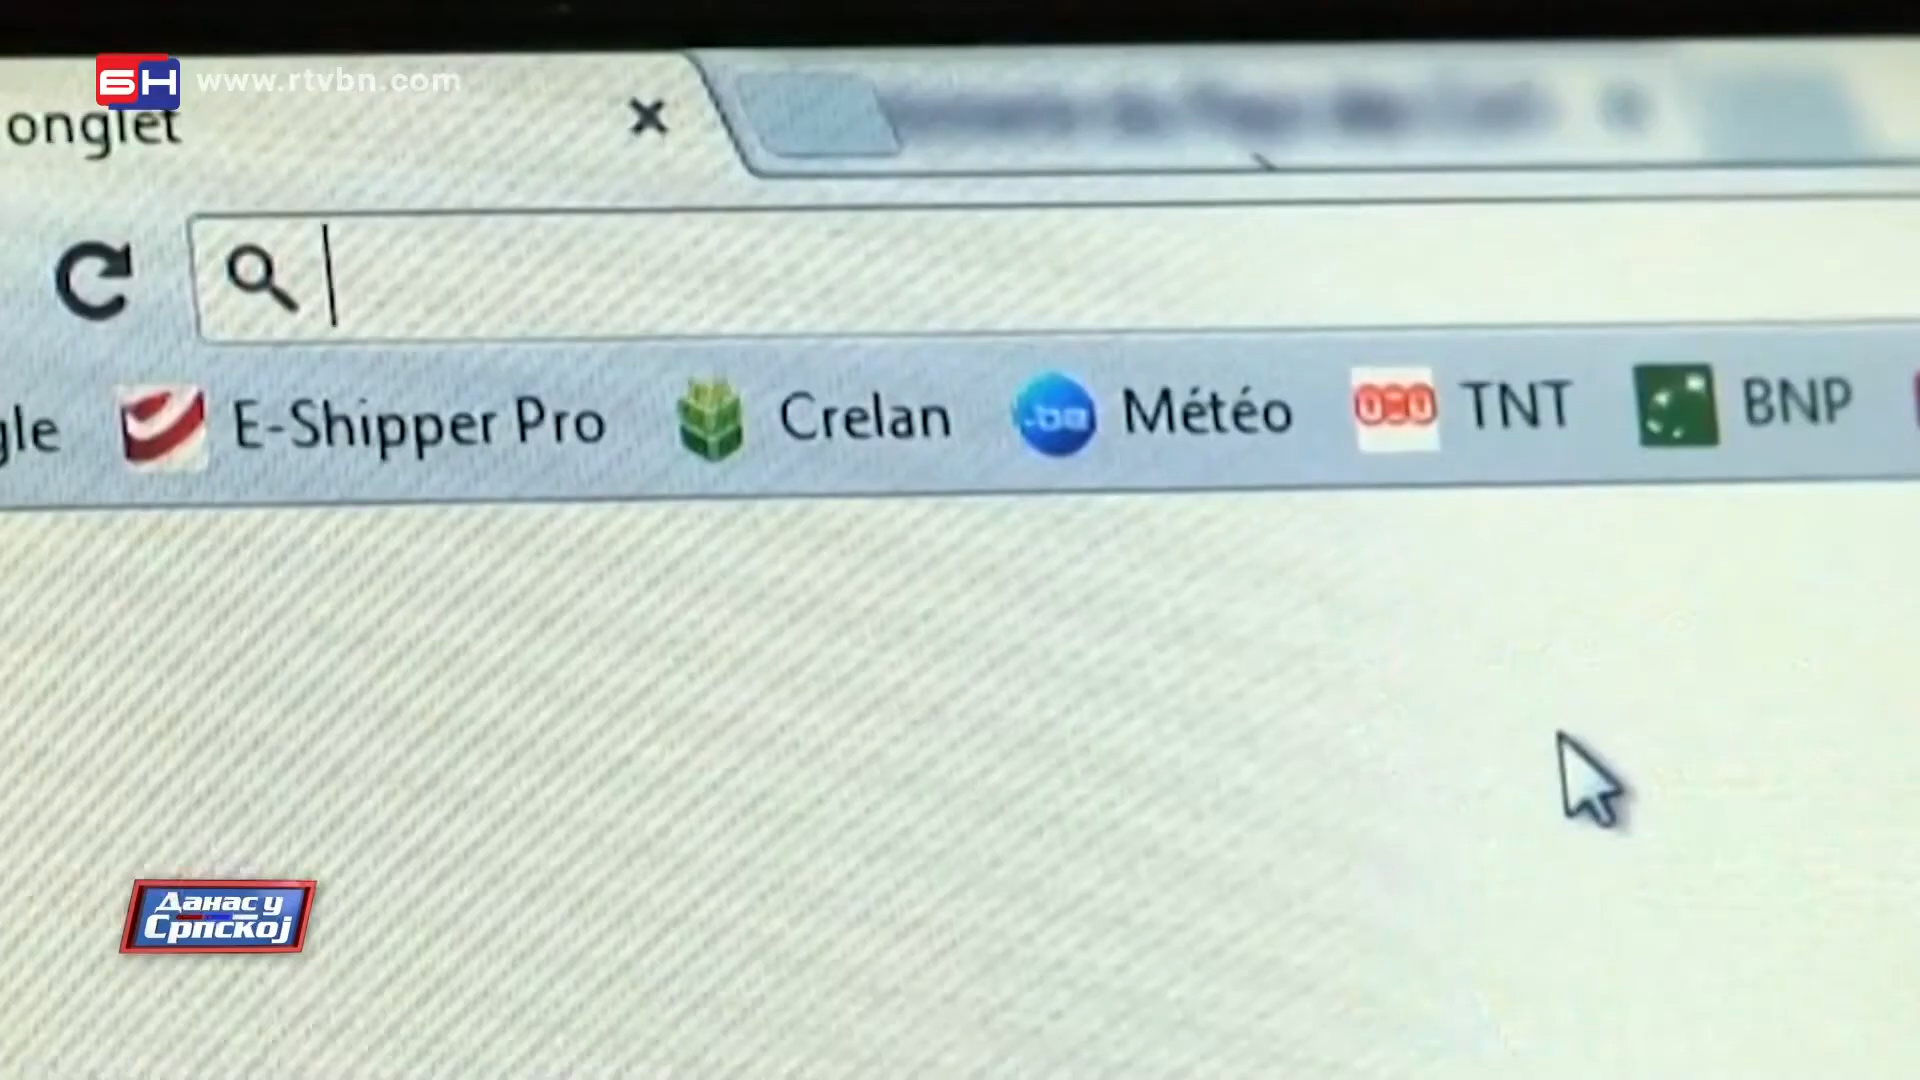 БН www.rtvbn.com
onglet
gle E-Shipper Pro Crelan .be Météo TNT BNP
Данас у
Српској